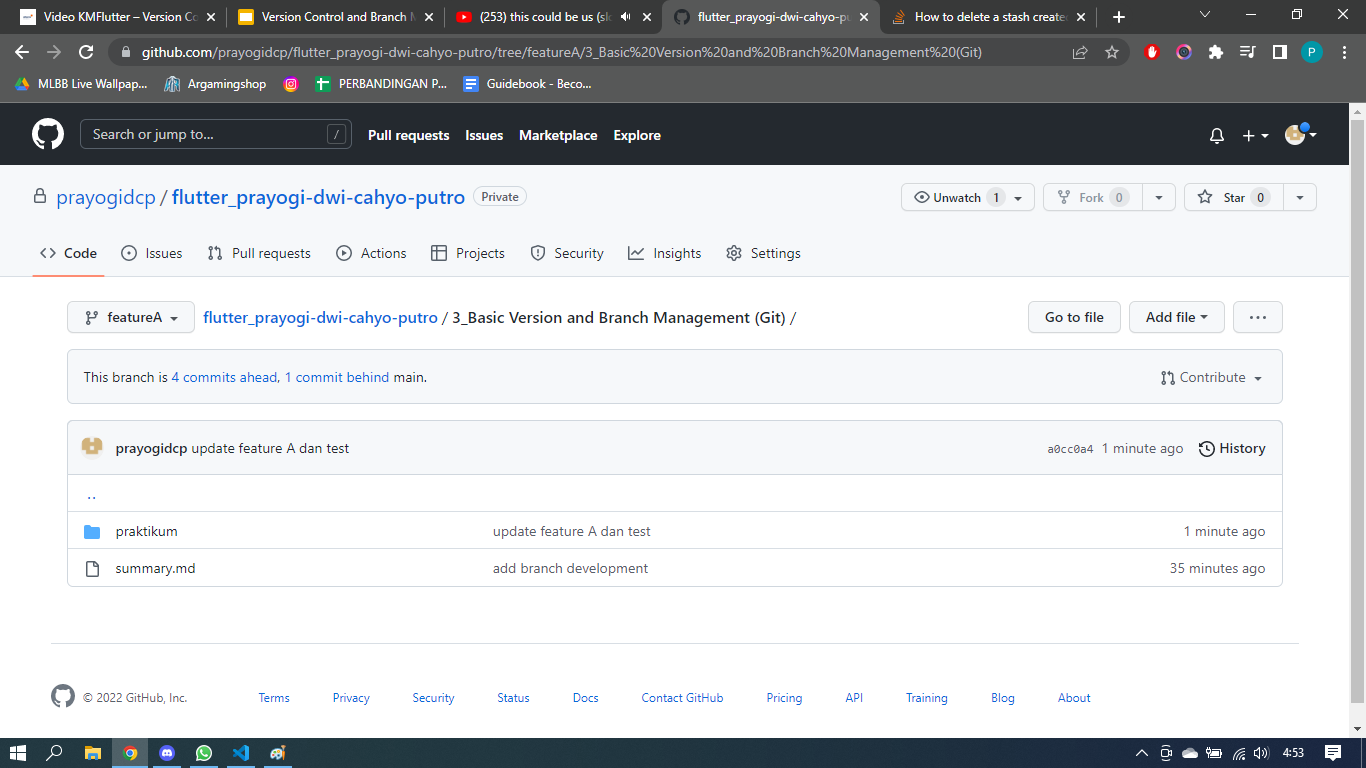 Video KMFlutter – Version Co
Version Control and Branch M
(253) this could be us (sl
flutter_prayogi-dwi-cahyo-pu
How to delete a stash create
github.com/prayogidcp/flutter_prayogi-dwi-cahyo-putro/tree/featureA/3_Basic%20Version%20and%20Branch%20Management%20(Git)
P
MLBB Live Wallpap...
Argamingshop
PERBANDINGAN P...
Guidebook - Beco...
Search or jump to...
/
Pull requests
Issues
Marketplace
Explore
prayogidcp / flutter_prayogi-dwi-cahyo-putro
Private
Unwatch 1
Fork 0
Star 0
Code
Issues
Pull requests
Actions
Projects
Security
Insights
Settings
featureA
flutter_prayogi-dwi-cahyo-putro / 3_Basic Version and Branch Management (Git) /
Go to file
Add file
...
This branch is 4 commits ahead, 1 commit behind main.
Contribute
prayogidcp update feature A dan test
a0cc0a4 1 minute ago
History
..
praktikum
update feature A dan test
1 minute ago
summary.md
add branch development
35 minutes ago
© 2022 GitHub, Inc.
Terms
Privacy
Security
Status
Docs
Contact GitHub
Pricing
API
Training
Blog
About
4:53